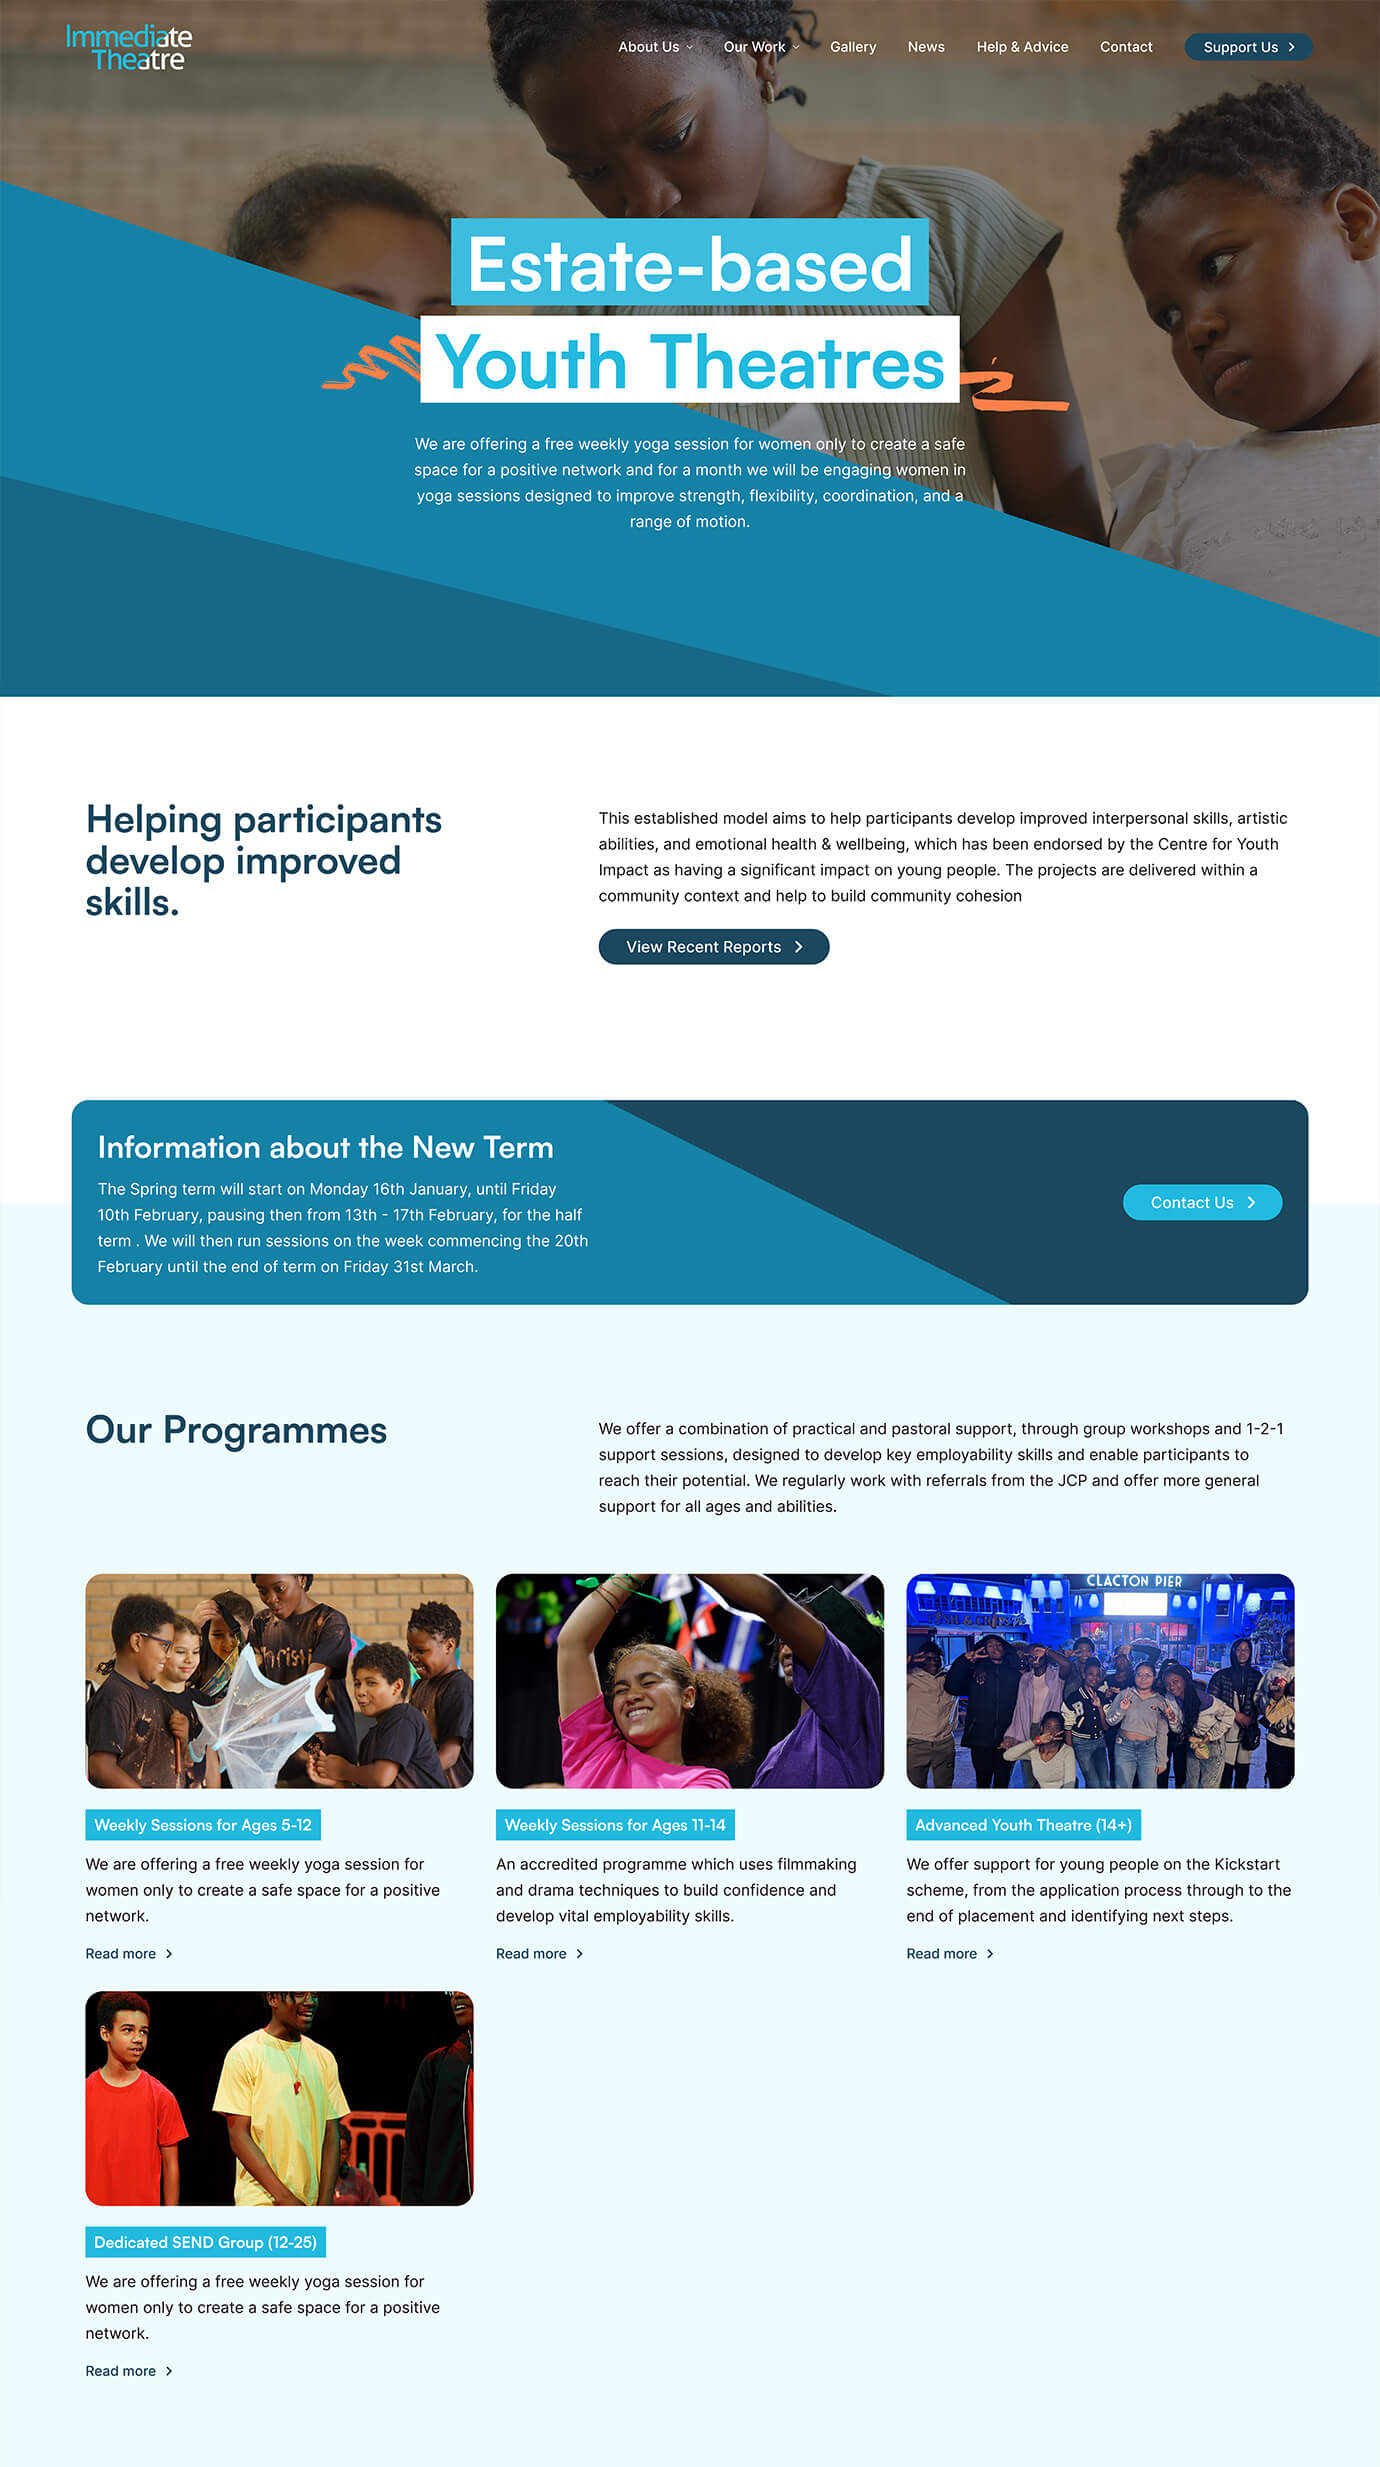 Immediate
Theatre
About Us
Our Work
Gallery
News
Help & Advice
Contact
Support Us
Estate-based
Youth Theatres
We are offering a free weekly yoga session for women only to create a safe
space for a positive network and for a month we will be engaging women in
yoga sessions designed to improve strength, flexibility, coordination, and a
range of motion.
Helping participants
develop improved
skills.
This established model aims to help participants develop improved interpersonal skills, artistic
abilities, and emotional health & wellbeing, which has been endorsed by the Centre for Youth
Impact as having a significant impact on young people. The projects are delivered within a
community context and help to build community cohesion
View Recent Reports
Information about the New Term
The Spring term will start on Monday 16th January, until Friday
10th February, pausing then from 13th - 17th February, for the half
term . We will then run sessions on the week commencing the 20th
February until the end of term on Friday 31st March.
Contact Us
Our Programmes
We offer a combination of practical and pastoral support, through group workshops and 1-2-1
support sessions, designed to develop key employability skills and enable participants to
reach their potential. We regularly work with referrals from the JCP and offer more general
support for all ages and abilities.
CLACTON PIER
Weekly Sessions for Ages 5-12
We are offering a free weekly yoga session for
women only to create a safe space for a positive
network.
Read more
Weekly Sessions for Ages 11-14
An accredited programme which uses filmmaking
and drama techniques to build confidence and
develop vital employability skills.
Read more
Advanced Youth Theatre (14+)
We offer support for young people on the Kickstart
scheme, from the application process through to the
end of placement and identifying next steps.
Read more
Dedicated SEND Group (12-25)
We are offering a free weekly yoga session for
women only to create a safe space for a positive
network.
Read more